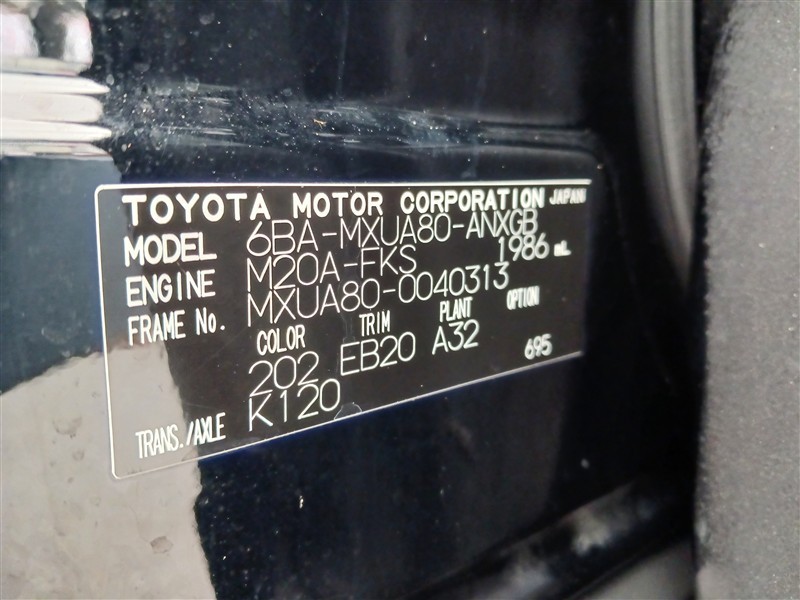 TOYOTA MOTOR CORPORATION JAPAN
MODEL 6BA-MXUA80-ANXGB
ENGINE M20A-FKS 1986 mL
FRAME No. MXUA80-0040313
COLOR TRIM PLANT OPTION
202 EB20 A32 695
TRANS./AXLE K120